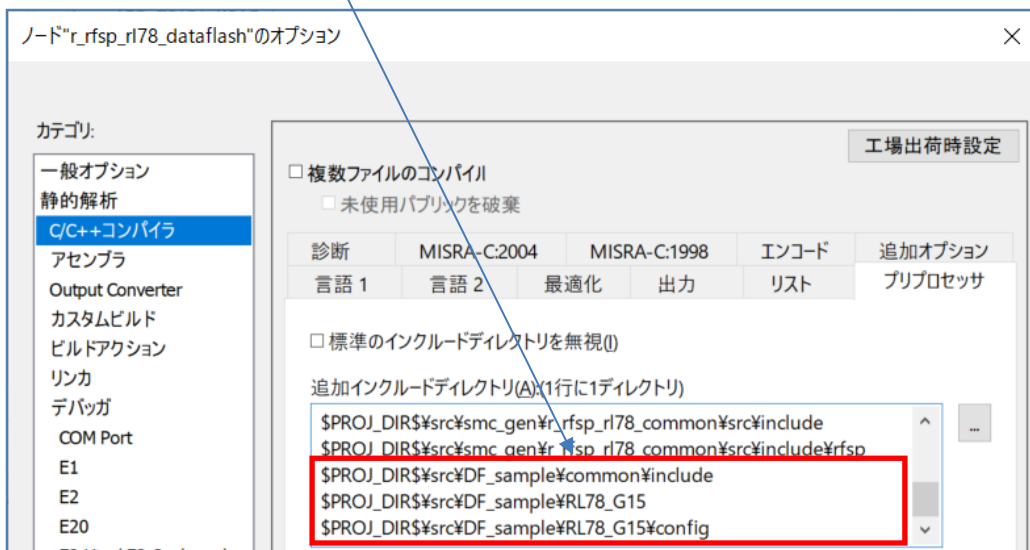 ノード"r_rfsp_rl78_dataflash"のオプション
カテゴリ:
一般オプション
静的解析
C/C++コンパイラ
アセンブラ
Output Converter
カスタムビルド
ビルドアクション
リンカ
デバッガ
COM Port
E1
E2
E20
工場出荷時設定
複数ファイルのコンパイル
未使用パブリックを破棄
診断 MISRA-C:2004 MISRA-C:1998 エンコード 追加オプション
言語 1 言語 2 最適化 出力 リスト プリプロセッサ
標準のインクルードディレクトリを無視(I)
追加インクルードディレクトリ(A):(1行に1ディレクトリ)
$PROJ_DIR$¥src¥smc_gen¥r_rfsp_rl78_common¥src¥include
$PROJ_DIR$¥src¥smc_gen¥r_rfsp_rl78_common¥src¥include¥rfsp
$PROJ_DIR$¥src¥DF_sample¥common¥include
$PROJ_DIR$¥src¥DF_sample¥RL78_G15
$PROJ_DIR$¥src¥DF_sample¥RL78_G15¥config
...